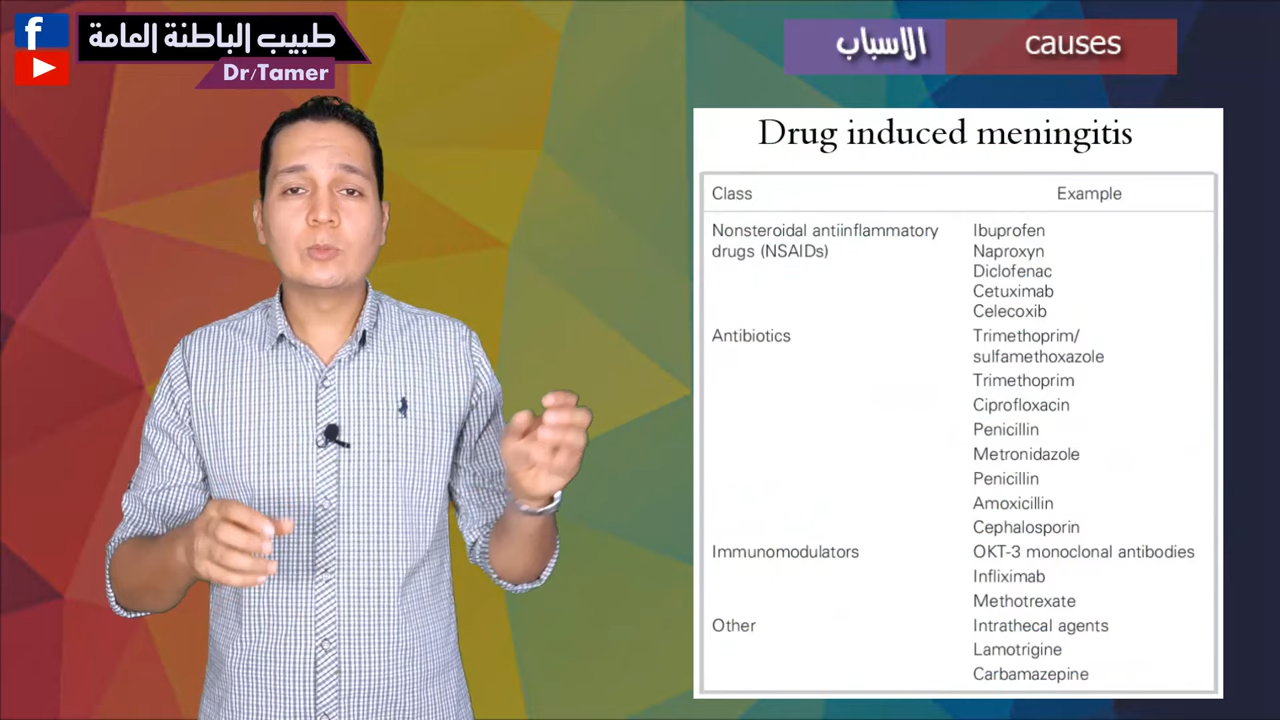 f
طبيب الباطنة العامة
Dr/Tamer
الاسباب
causes
Drug induced meningitis
Class Example
Nonsteroidal antiinflammatory Ibuprofen
drugs (NSAIDs) Naproxyn
Diclofenac
Cetuximab
Celecoxib
Antibiotics Trimethoprim/
sulfamethoxazole
Trimethoprim
Ciprofloxacin
Penicillin
Metronidazole
Penicillin
Amoxicillin
Cephalosporin
Immunomodulators OKT-3 monoclonal antibodies
Infliximab
Methotrexate
Other Intrathecal agents
Lamotrigine
Carbamazepine